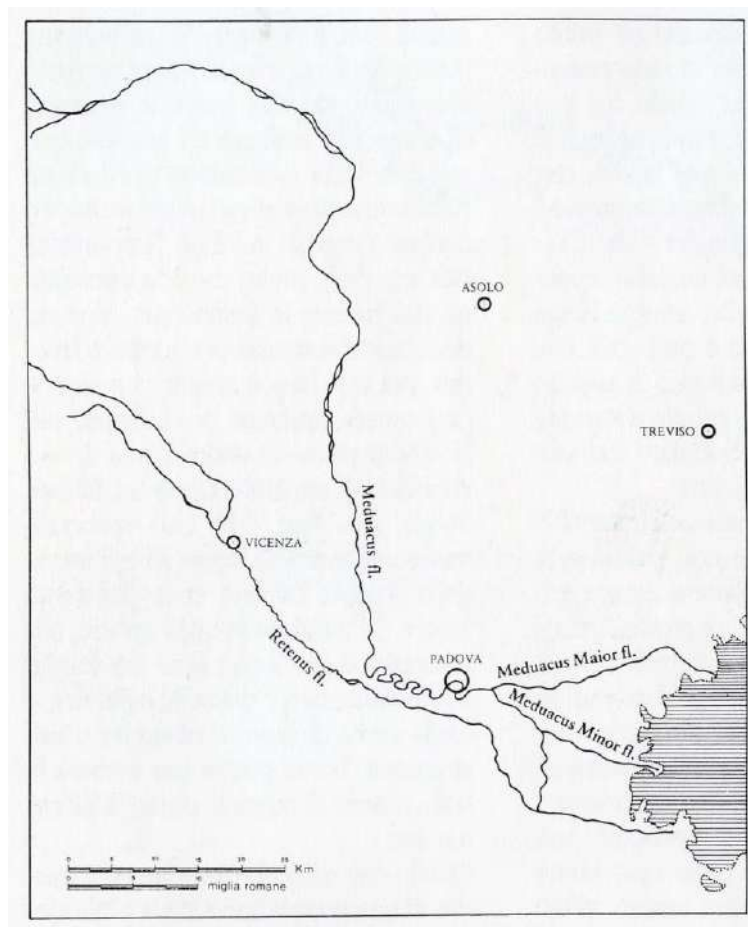 ASOLO
TREVISO
VICENZA
Meduacus fl.
Retenus fl.
PADOVA
Meduacus Maior fl.
Meduacus Minor fl.
Km
miglia romane